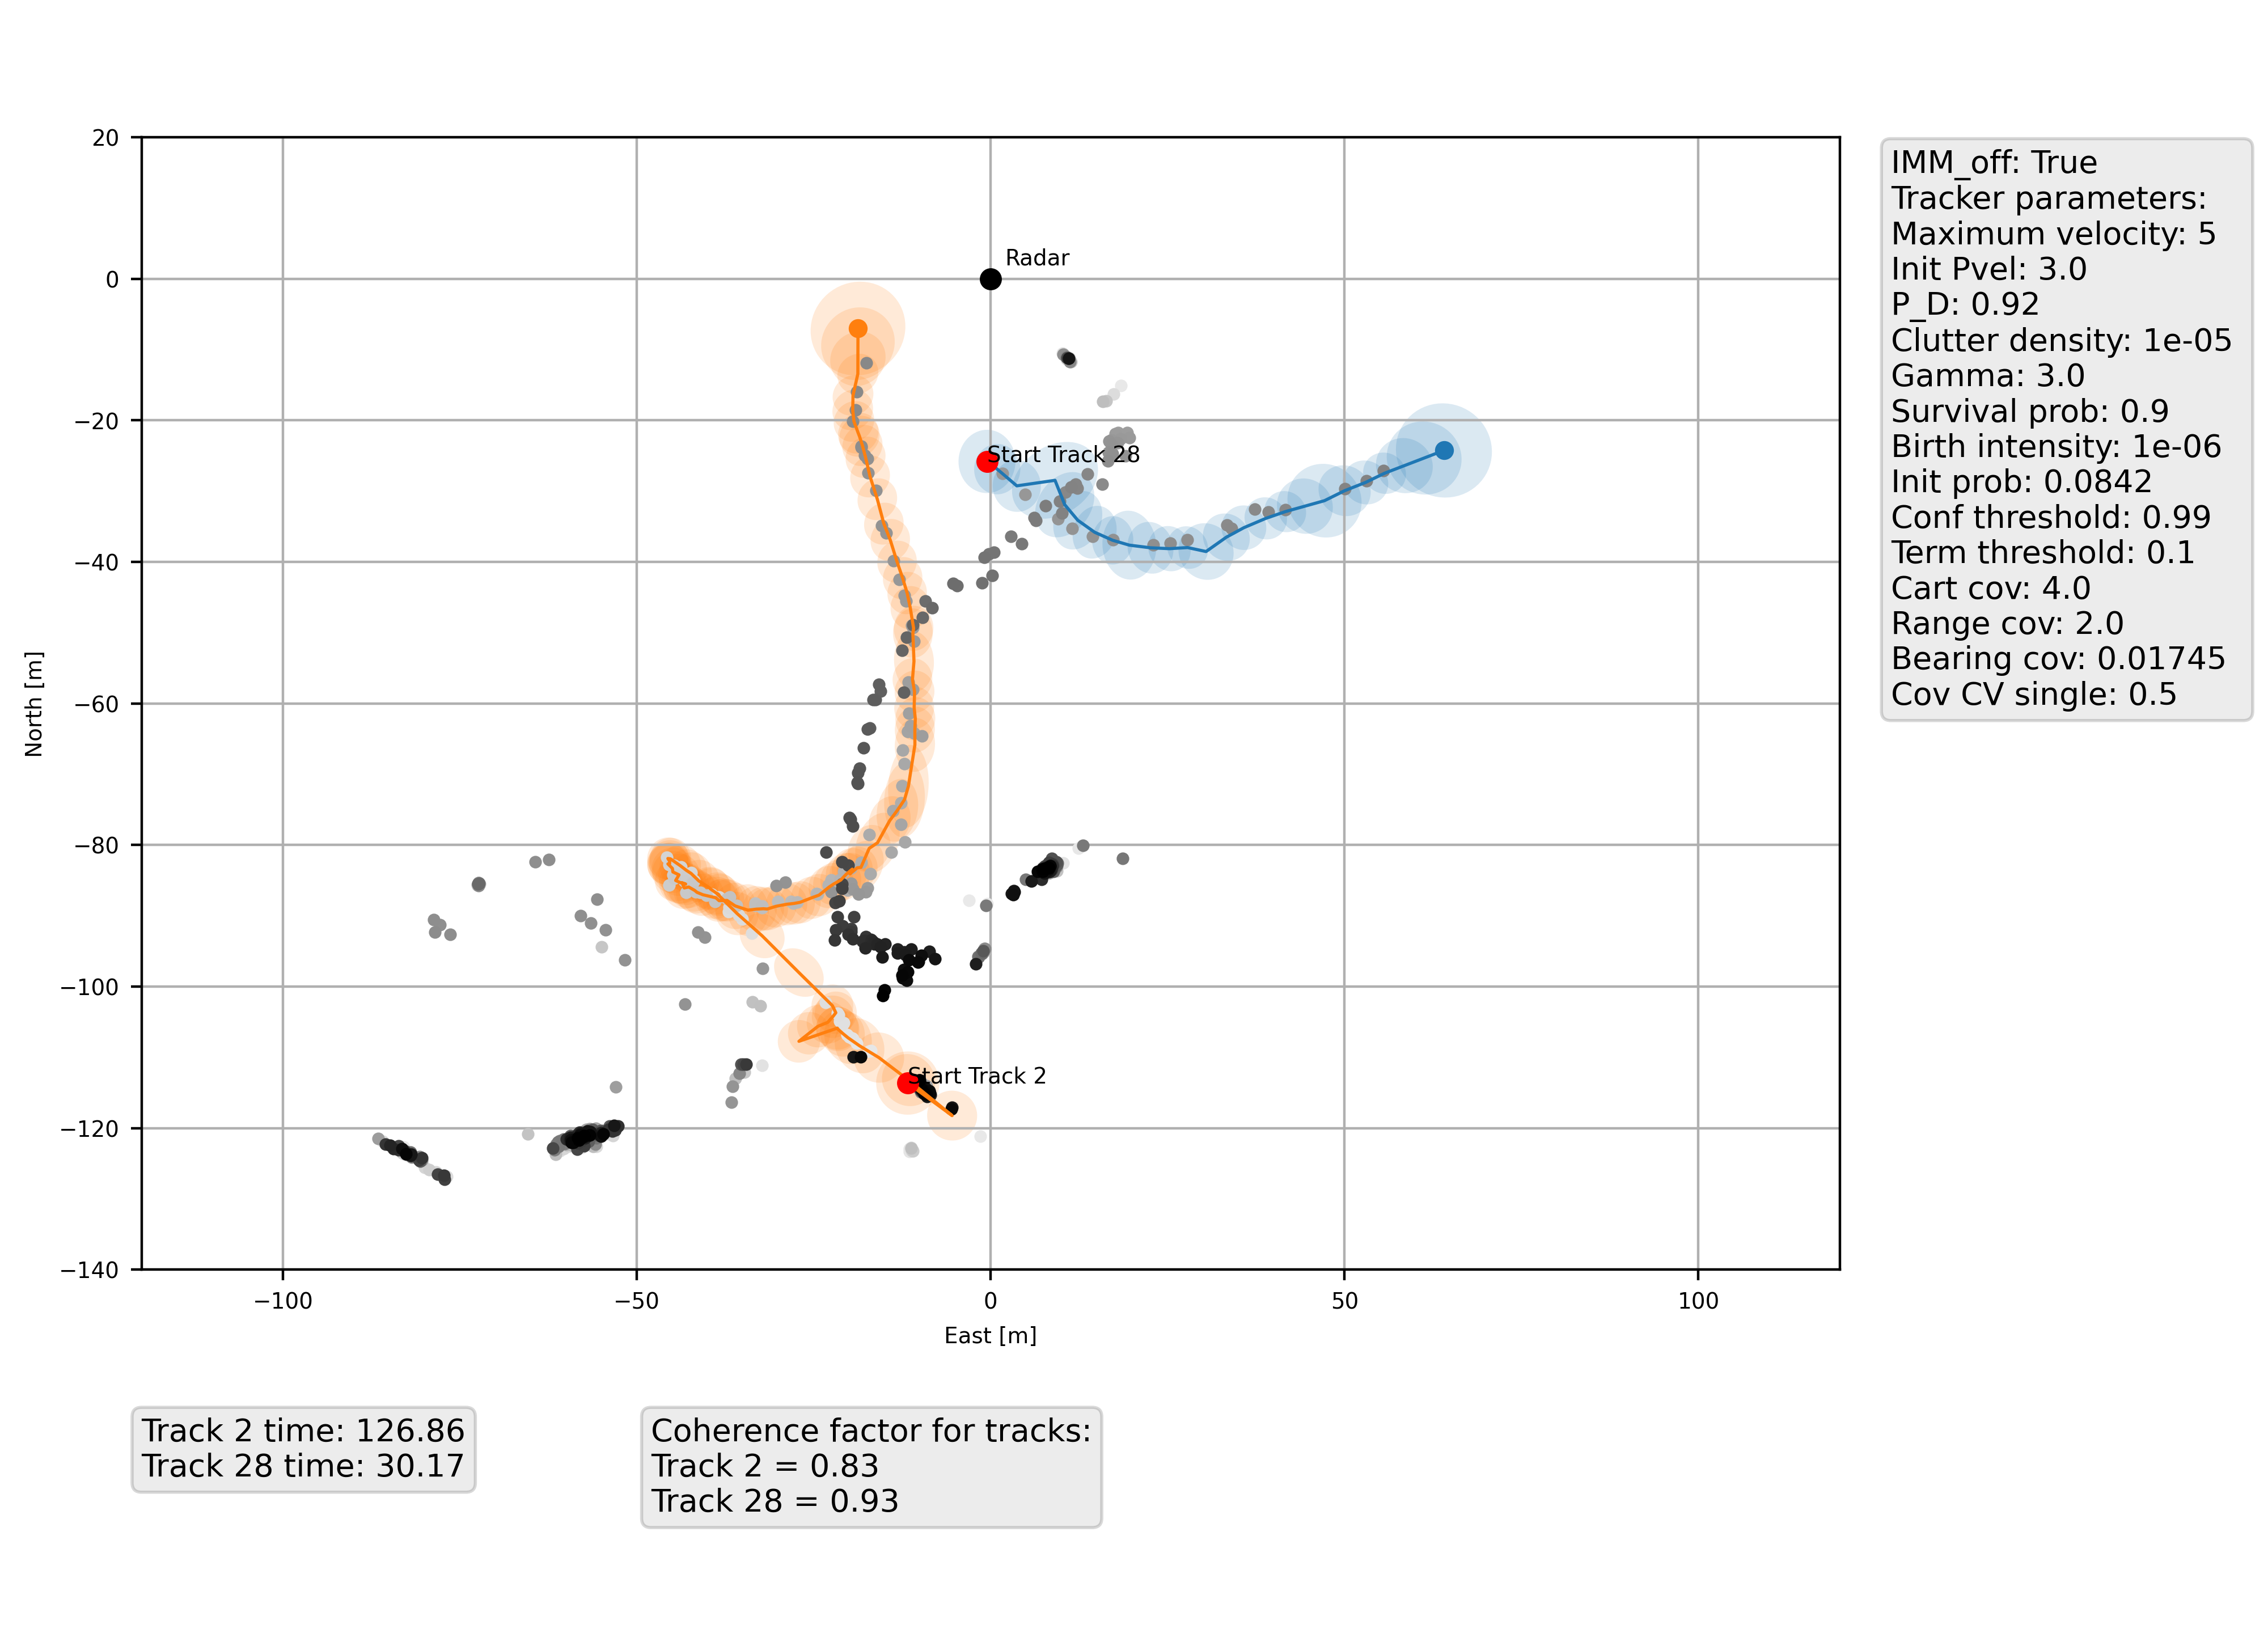 20
0
−20
−40
−60
−80
−100
−120
−140
North [m]
−100
−50
0
50
100
East [m]
Radar
Start Track 28
Start Track 2
IMM_off: True
Tracker parameters:
Maximum velocity: 5
Init Pvel: 3.0
P_D: 0.92
Clutter density: 1e-05
Gamma: 3.0
Survival prob: 0.9
Birth intensity: 1e-06
Init prob: 0.0842
Conf threshold: 0.99
Term threshold: 0.1
Cart cov: 4.0
Range cov: 2.0
Bearing cov: 0.01745
Cov CV single: 0.5
Track 2 time: 126.86
Track 28 time: 30.17
Coherence factor for tracks:
Track 2 = 0.83
Track 28 = 0.93